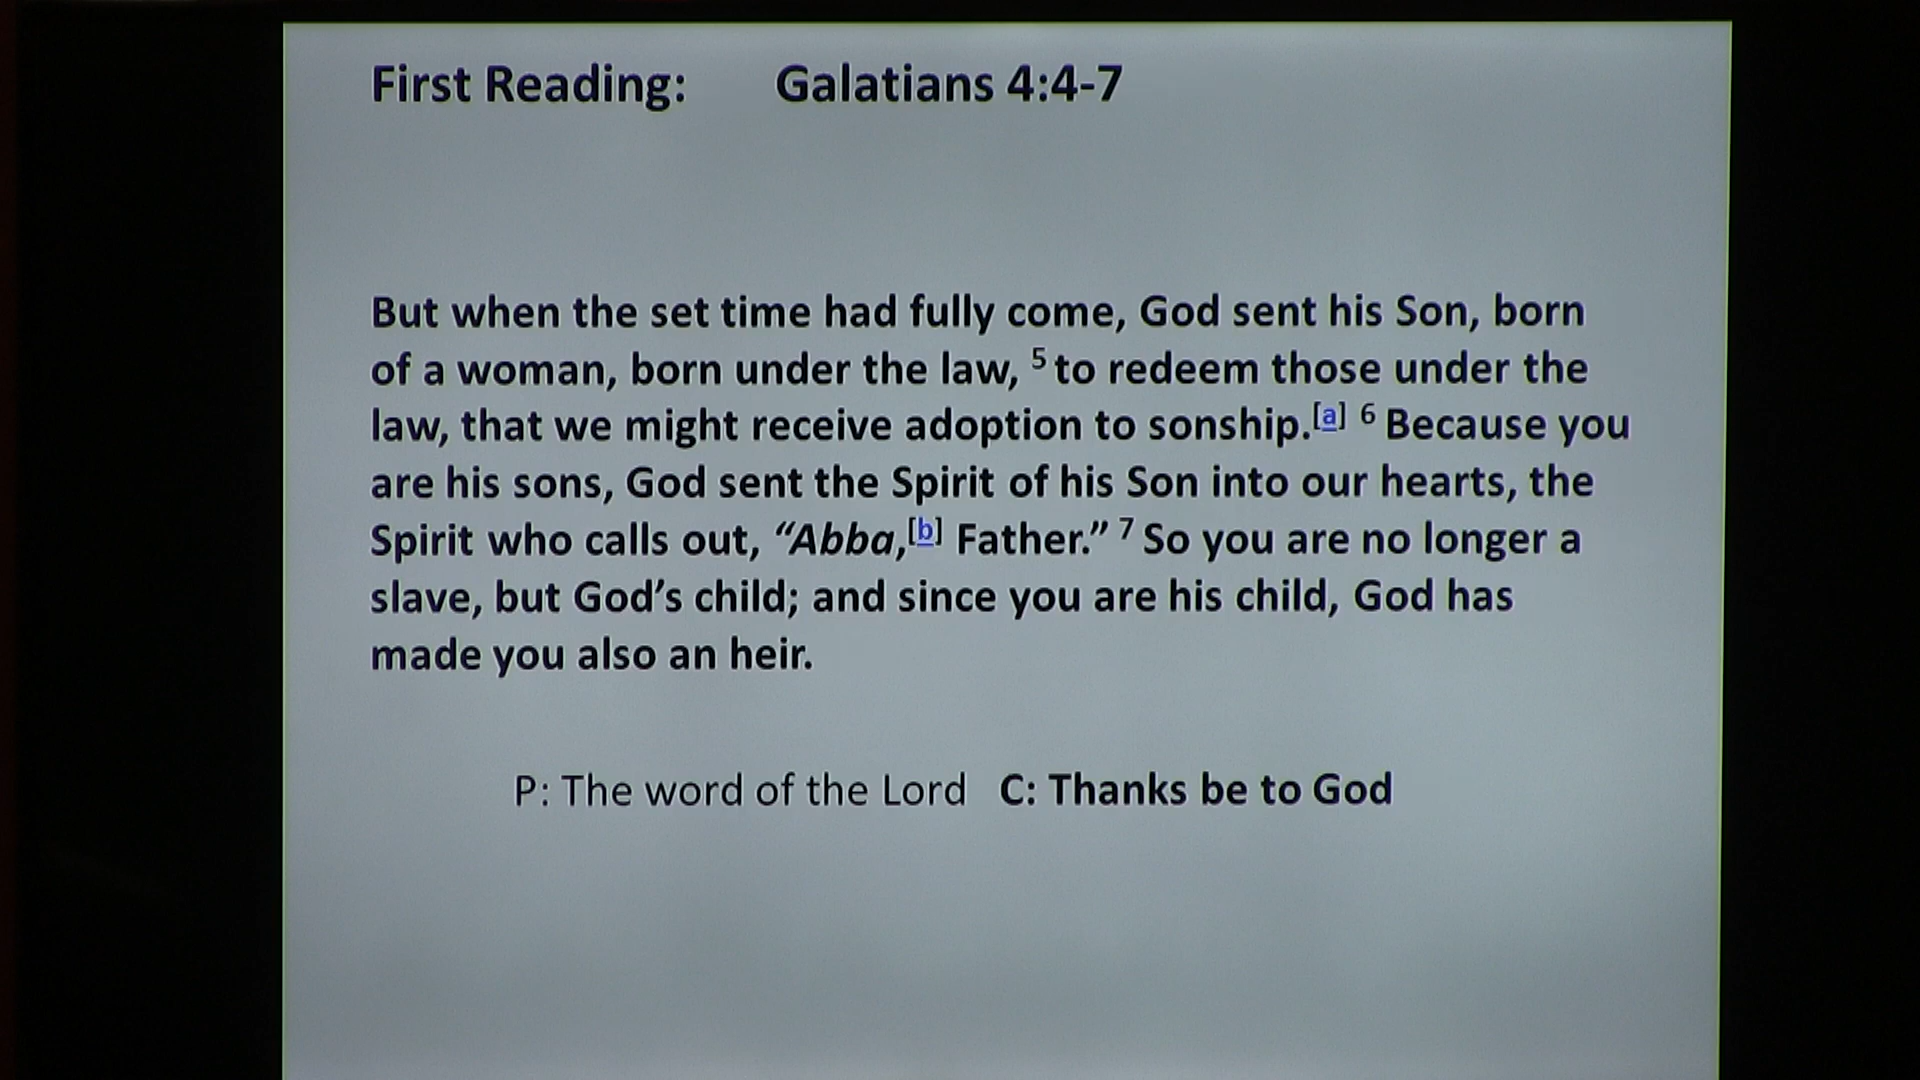 First Reading: Galatians 4:4-7
But when the set time had fully come, God sent his Son, born
of a woman, born under the law, ⁵ to redeem those under the
law, that we might receive adoption to sonship.[a] ⁶ Because you
are his sons, God sent the Spirit of his Son into our hearts, the
Spirit who calls out, “Abba,[b] Father.” ⁷ So you are no longer a
slave, but God’s child; and since you are his child, God has
made you also an heir.
P: The word of the Lord C: Thanks be to God